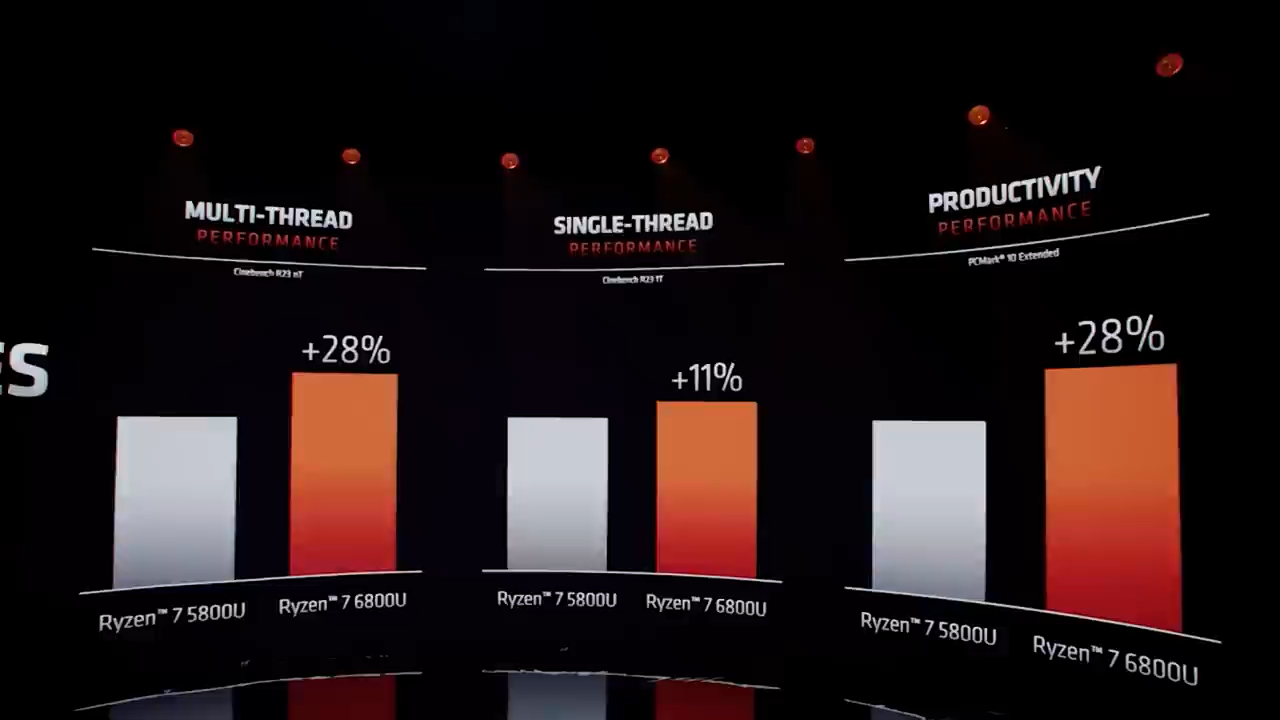 MULTI-THREAD
PERFORMANCE
Cinebench R23 nT
+28%
Ryzen™ 7 5800U
Ryzen™ 7 6800U
SINGLE-THREAD
PERFORMANCE
Cinebench R23 1T
+11%
Ryzen™ 7 5800U
Ryzen™ 7 6800U
PRODUCTIVITY
PERFORMANCE
PCMark® 10 Extended
+28%
Ryzen™ 7 5800U
Ryzen™ 7 6800U